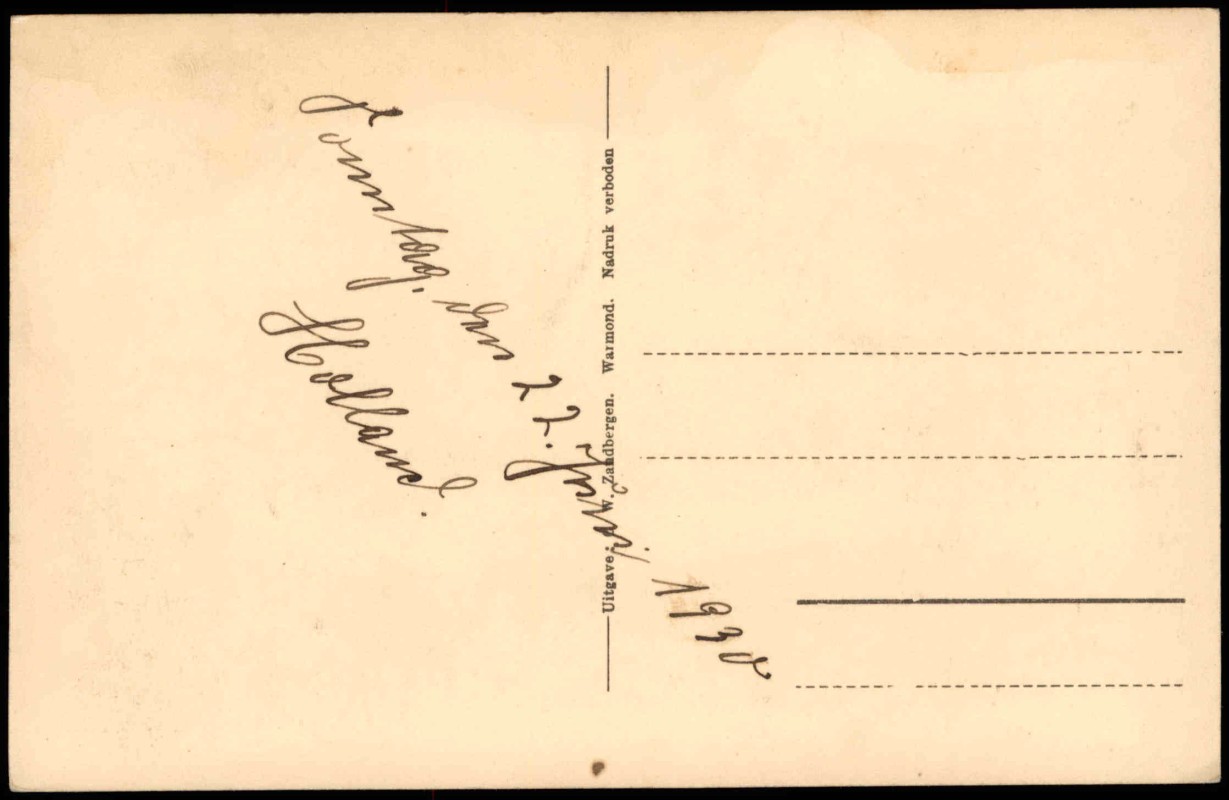 Sonntag, den 22. Juni 1930
Holland.
Uitgave: W. Zandbergen. Warmond. Nadruk verboden